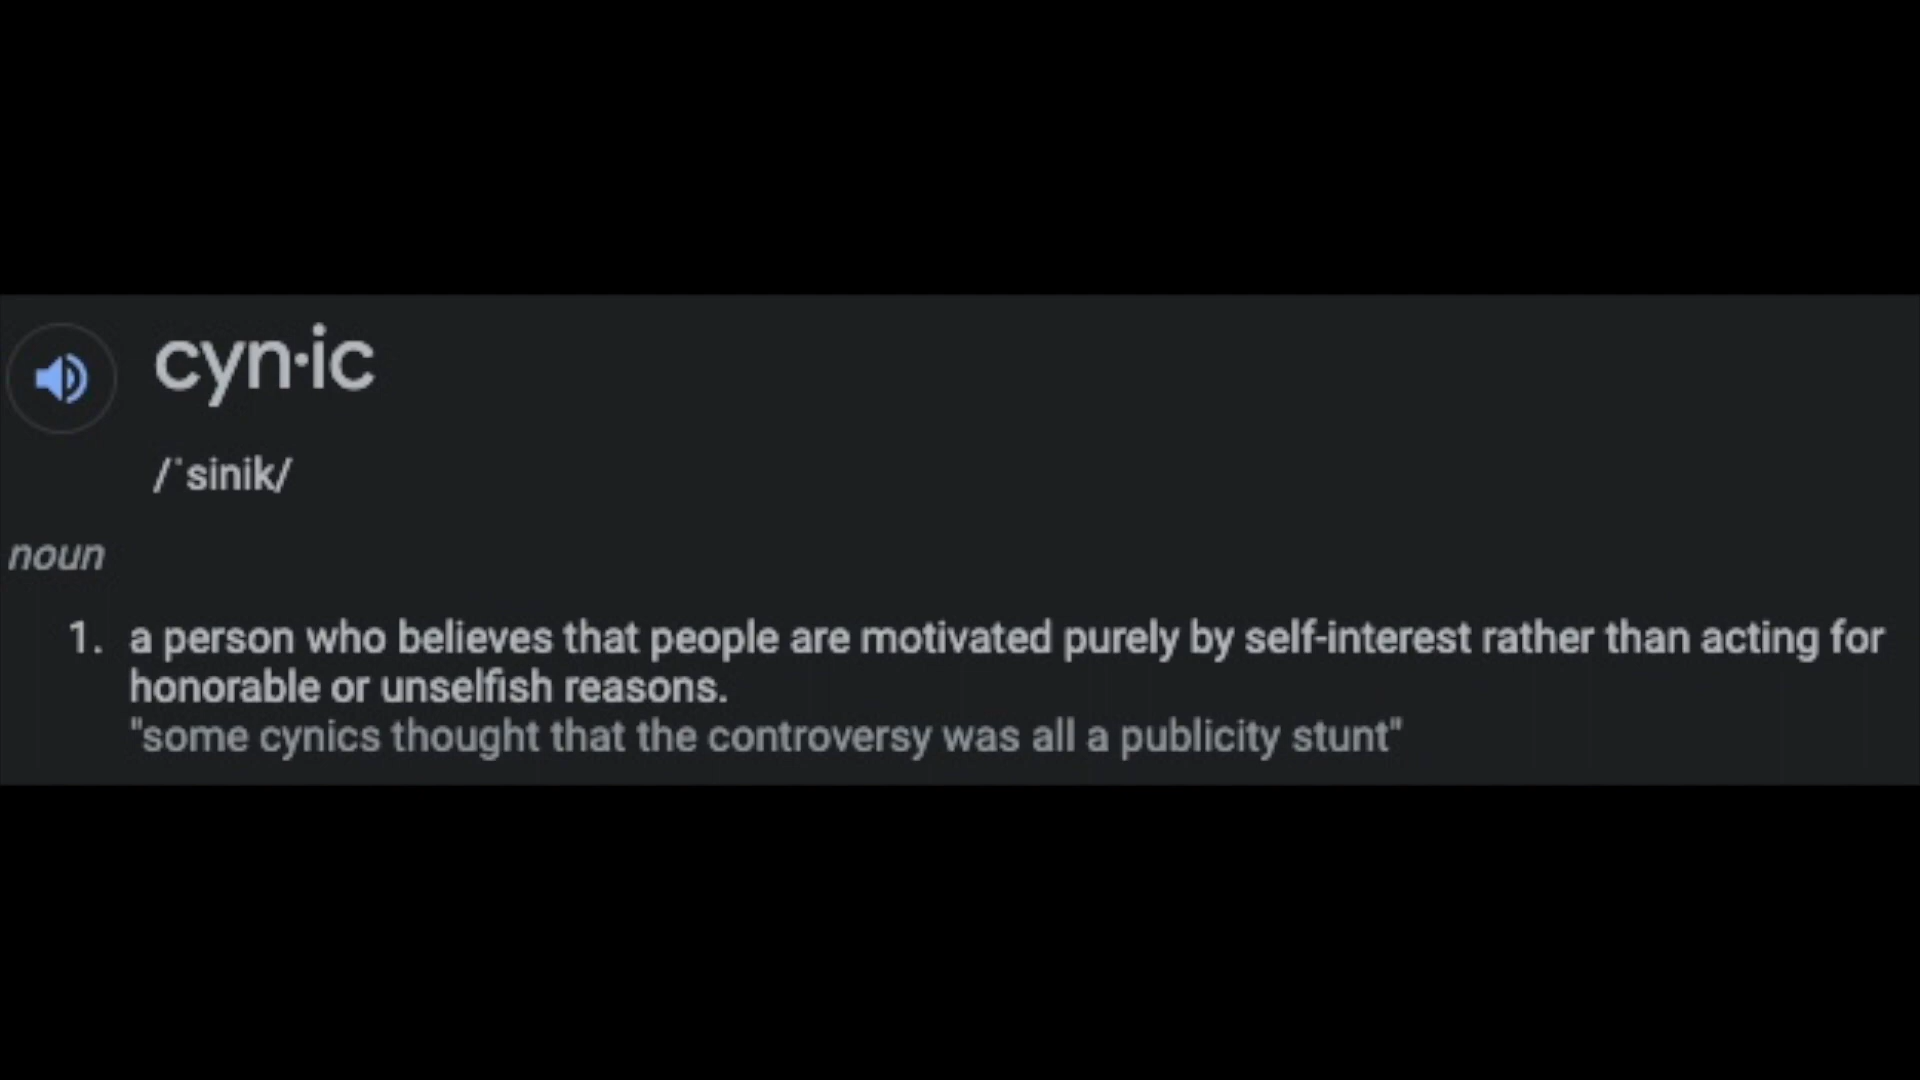 cyn·ic
/ˈsinik/
noun
1. a person who believes that people are motivated purely by self-interest rather than acting for
honorable or unselfish reasons.
"some cynics thought that the controversy was all a publicity stunt"